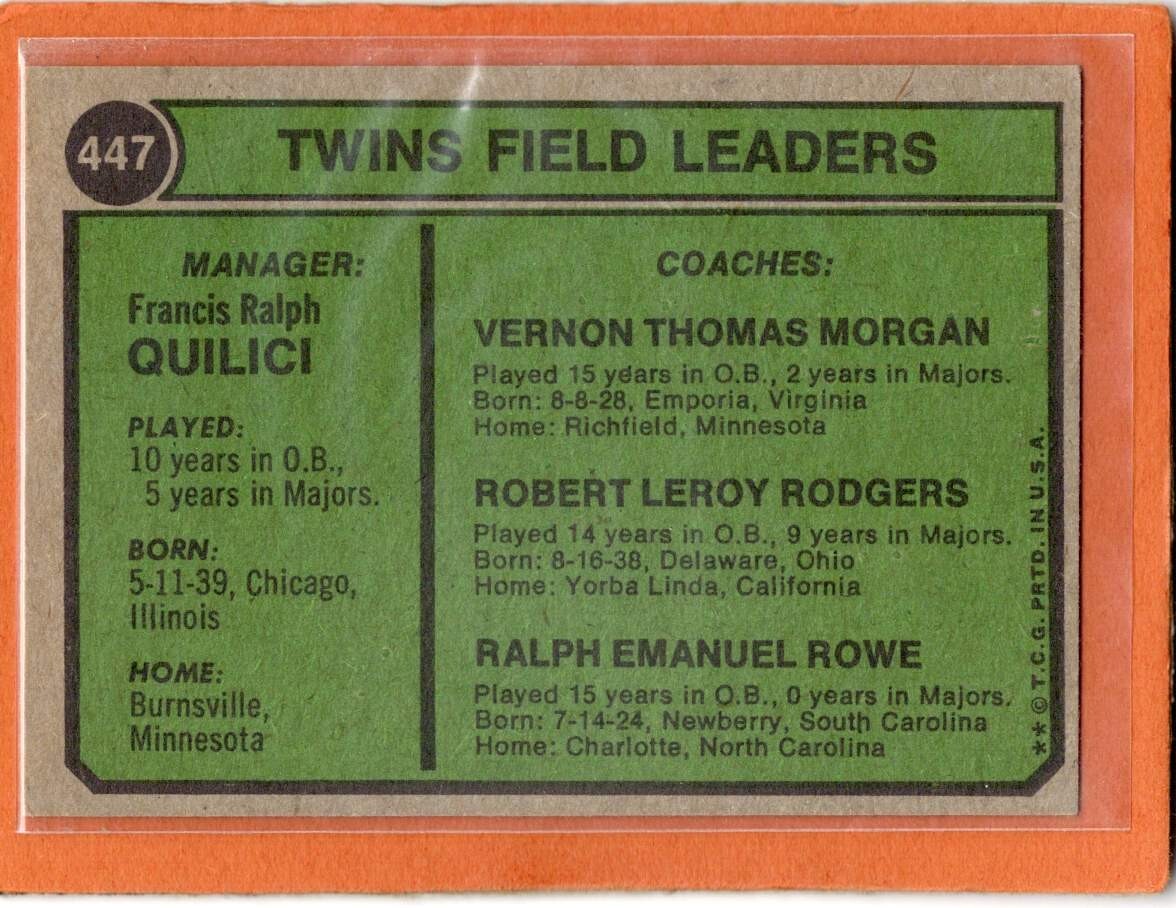 447
TWINS FIELD LEADERS
MANAGER:
Francis Ralph
QUILICI
PLAYED:
10 years in O.B.,
5 years in Majors.
BORN:
5-11-39, Chicago,
Illinois
HOME:
Burnsville,
Minnesota
COACHES:
VERNON THOMAS MORGAN
Played 15 years in O.B., 2 years in Majors.
Born: 8-8-28, Emporia, Virginia
Home: Richfield, Minnesota
ROBERT LEROY RODGERS
Played 14 years in O.B., 9 years in Majors.
Born: 8-16-38, Delaware, Ohio
Home: Yorba Linda, California
RALPH EMANUEL ROWE
Played 15 years in O.B., 0 years in Majors.
Born: 7-14-24, Newberry, South Carolina
Home: Charlotte, North Carolina
** © T.C.G. PRTD. IN U.S.A.